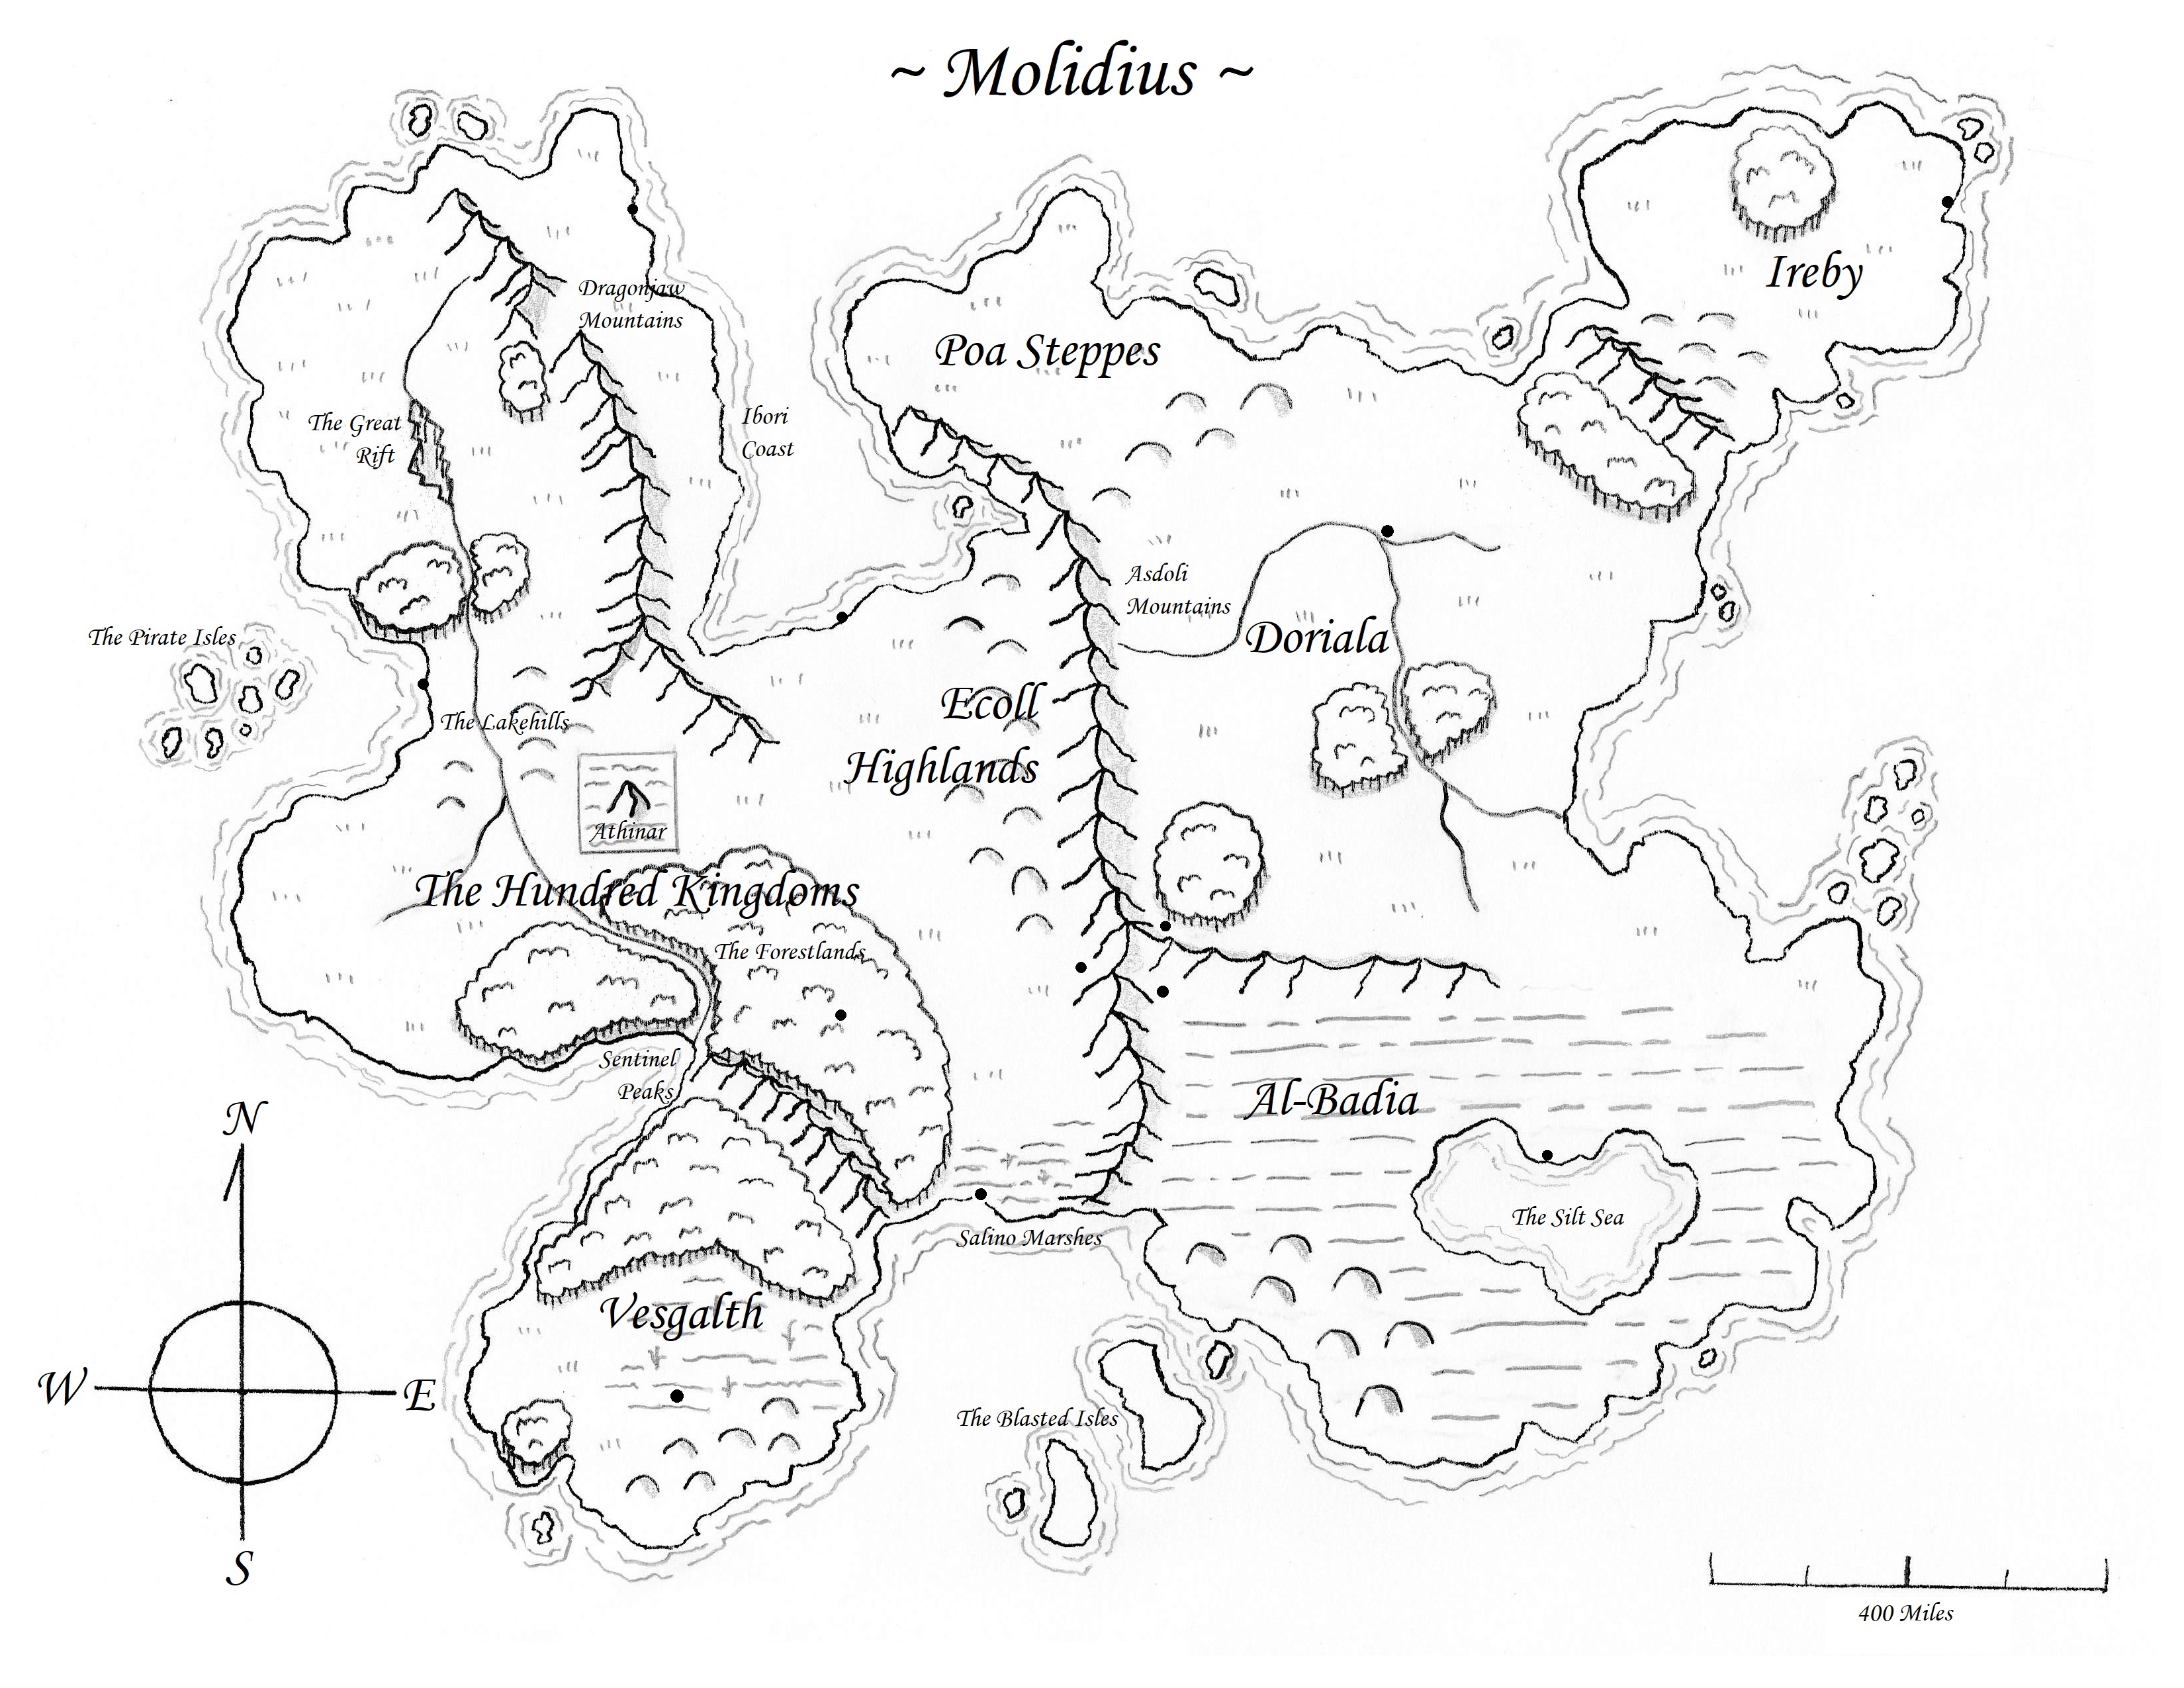 ~ Molidius ~
Ireby
Dragonjaw
Mountains
Poa Steppes
The Great
Rift
Ibori
Coast
Asdoli
Mountains
The Pirate Isles
Doriala
The Lakehills
Ecoll
Highlands
Athinar
The Hundred Kingdoms
The Forestlands
Sentinel
Peaks
Al-Badia
N
W
E
S
The Silt Sea
Salino Marshes
Vesgalth
The Blasted Isles
400 Miles